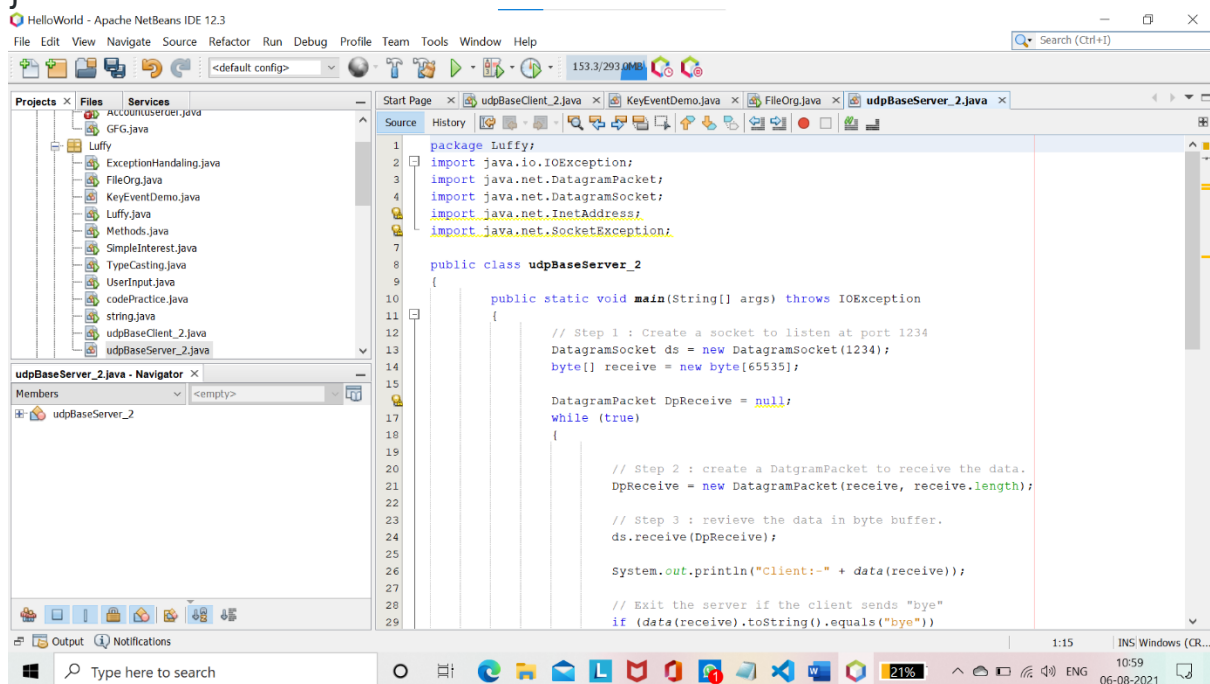 }
HelloWorld - Apache NetBeans IDE 12.3
File Edit View Navigate Source Refactor Run Debug Profile Team Tools Window Help
Search (Ctrl+I)
<default config>
153.3/293.0MB
Projects Files Services
GFG.java
Luffy
ExceptionHandaling.java
FileOrg.java
KeyEventDemo.java
Luffy.java
Methods.java
SimpleInterest.java
TypeCasting.java
UserInput.java
codePractice.java
string.java
udpBaseClient_2.java
udpBaseServer_2.java
udpBaseServer_2.java - Navigator
Members <empty>
udpBaseServer_2
Start Page udpBaseClient_2.java KeyEventDemo.java FileOrg.java udpBaseServer_2.java
Source History
1 package Luffy;
2 import java.io.IOException;
3 import java.net.DatagramPacket;
4 import java.net.DatagramSocket;
import java.net.InetAddress;
import java.net.SocketException;
7
8 public class udpBaseServer_2
9 {
10 public static void main(String[] args) throws IOException
11 {
12 // Step 1 : Create a socket to listen at port 1234
13 DatagramSocket ds = new DatagramSocket(1234);
14 byte[] receive = new byte[65535];
15
DatagramPacket DpReceive = null;
17 while (true)
18 {
19
20 // Step 2 : create a DatgramPacket to receive the data.
21 DpReceive = new DatagramPacket(receive, receive.length);
22
23 // Step 3 : revieve the data in byte buffer.
24 ds.receive(DpReceive);
25
26 System.out.println("Client:-" + data(receive));
27
28 // Exit the server if the client sends "bye"
29 if (data(receive).toString().equals("bye"))
Output Notifications
1:15 INS Windows (CR...
Type here to search
21%
ENG
10:59
06-08-2021